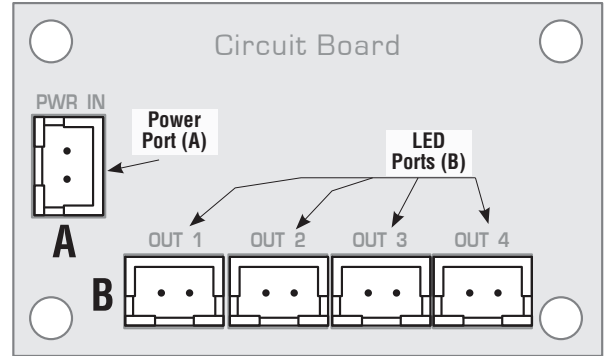 Circuit Board
PWR IN
Power
Port (A)
LED
Ports (B)
A
OUT 1 OUT 2 OUT 3 OUT 4
B